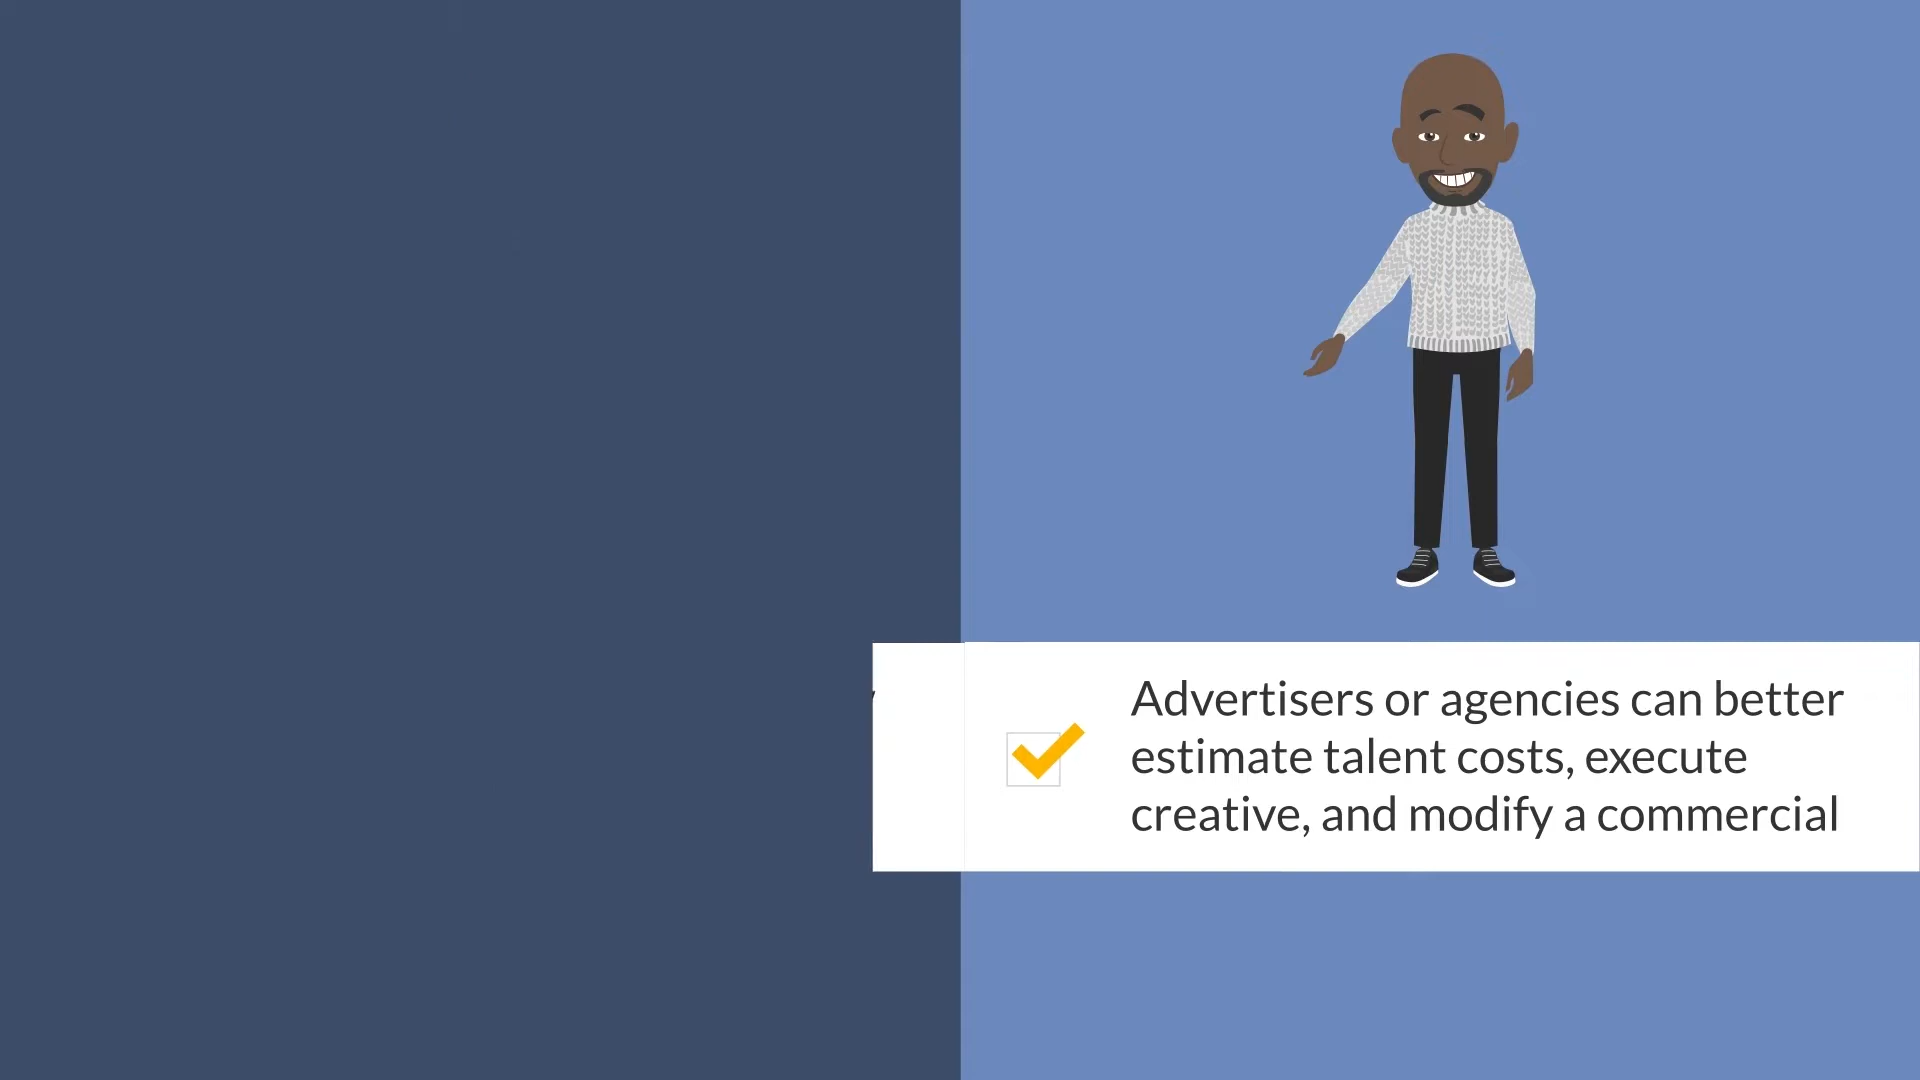 Advertisers or agencies can better
estimate talent costs, execute
creative, and modify a commercial